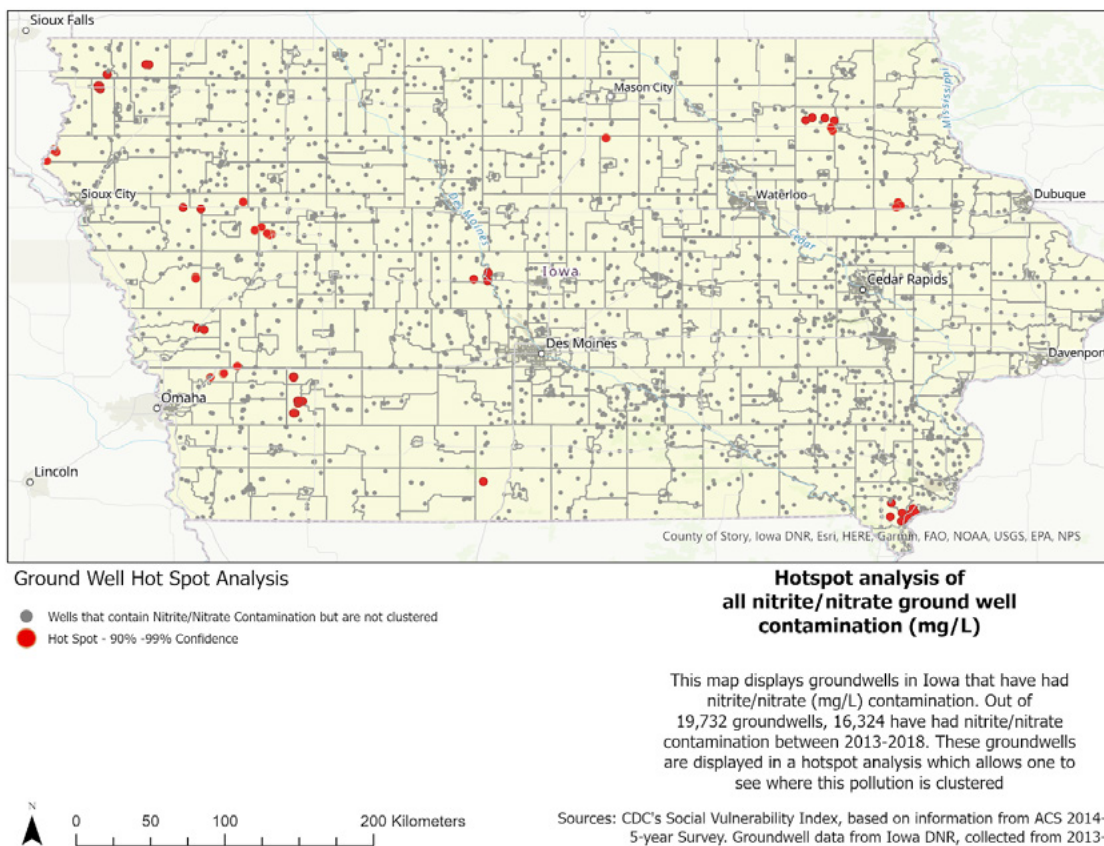 Sioux Falls
Mason City
Mississippi
Sioux City
Des Moines
Waterloo
Dubuque
Cedar
Iowa
Cedar Rapids
Des Moines
Davenpor
Omaha
Lincoln
County of Story, Iowa DNR, Esri, HERE, Garmin, FAO, NOAA, USGS, EPA, NPS
Ground Well Hot Spot Analysis
Wells that contain Nitrite/Nitrate Contamination but are not clustered
Hot Spot - 90% -99% Confidence
Hotspot analysis of
all nitrite/nitrate ground well
contamination (mg/L)
This map displays groundwells in Iowa that have had
nitrite/nitrate (mg/L) contamination. Out of
19,732 groundwells, 16,324 have had nitrite/nitrate
contamination between 2013-2018. These groundwells
are displayed in a hotspot analysis which allows one to
see where this pollution is clustered
N
0 50 100 200 Kilometers
Sources: CDC's Social Vulnerability Index, based on information from ACS 2014-
5-year Survey. Groundwell data from Iowa DNR, collected from 2013-